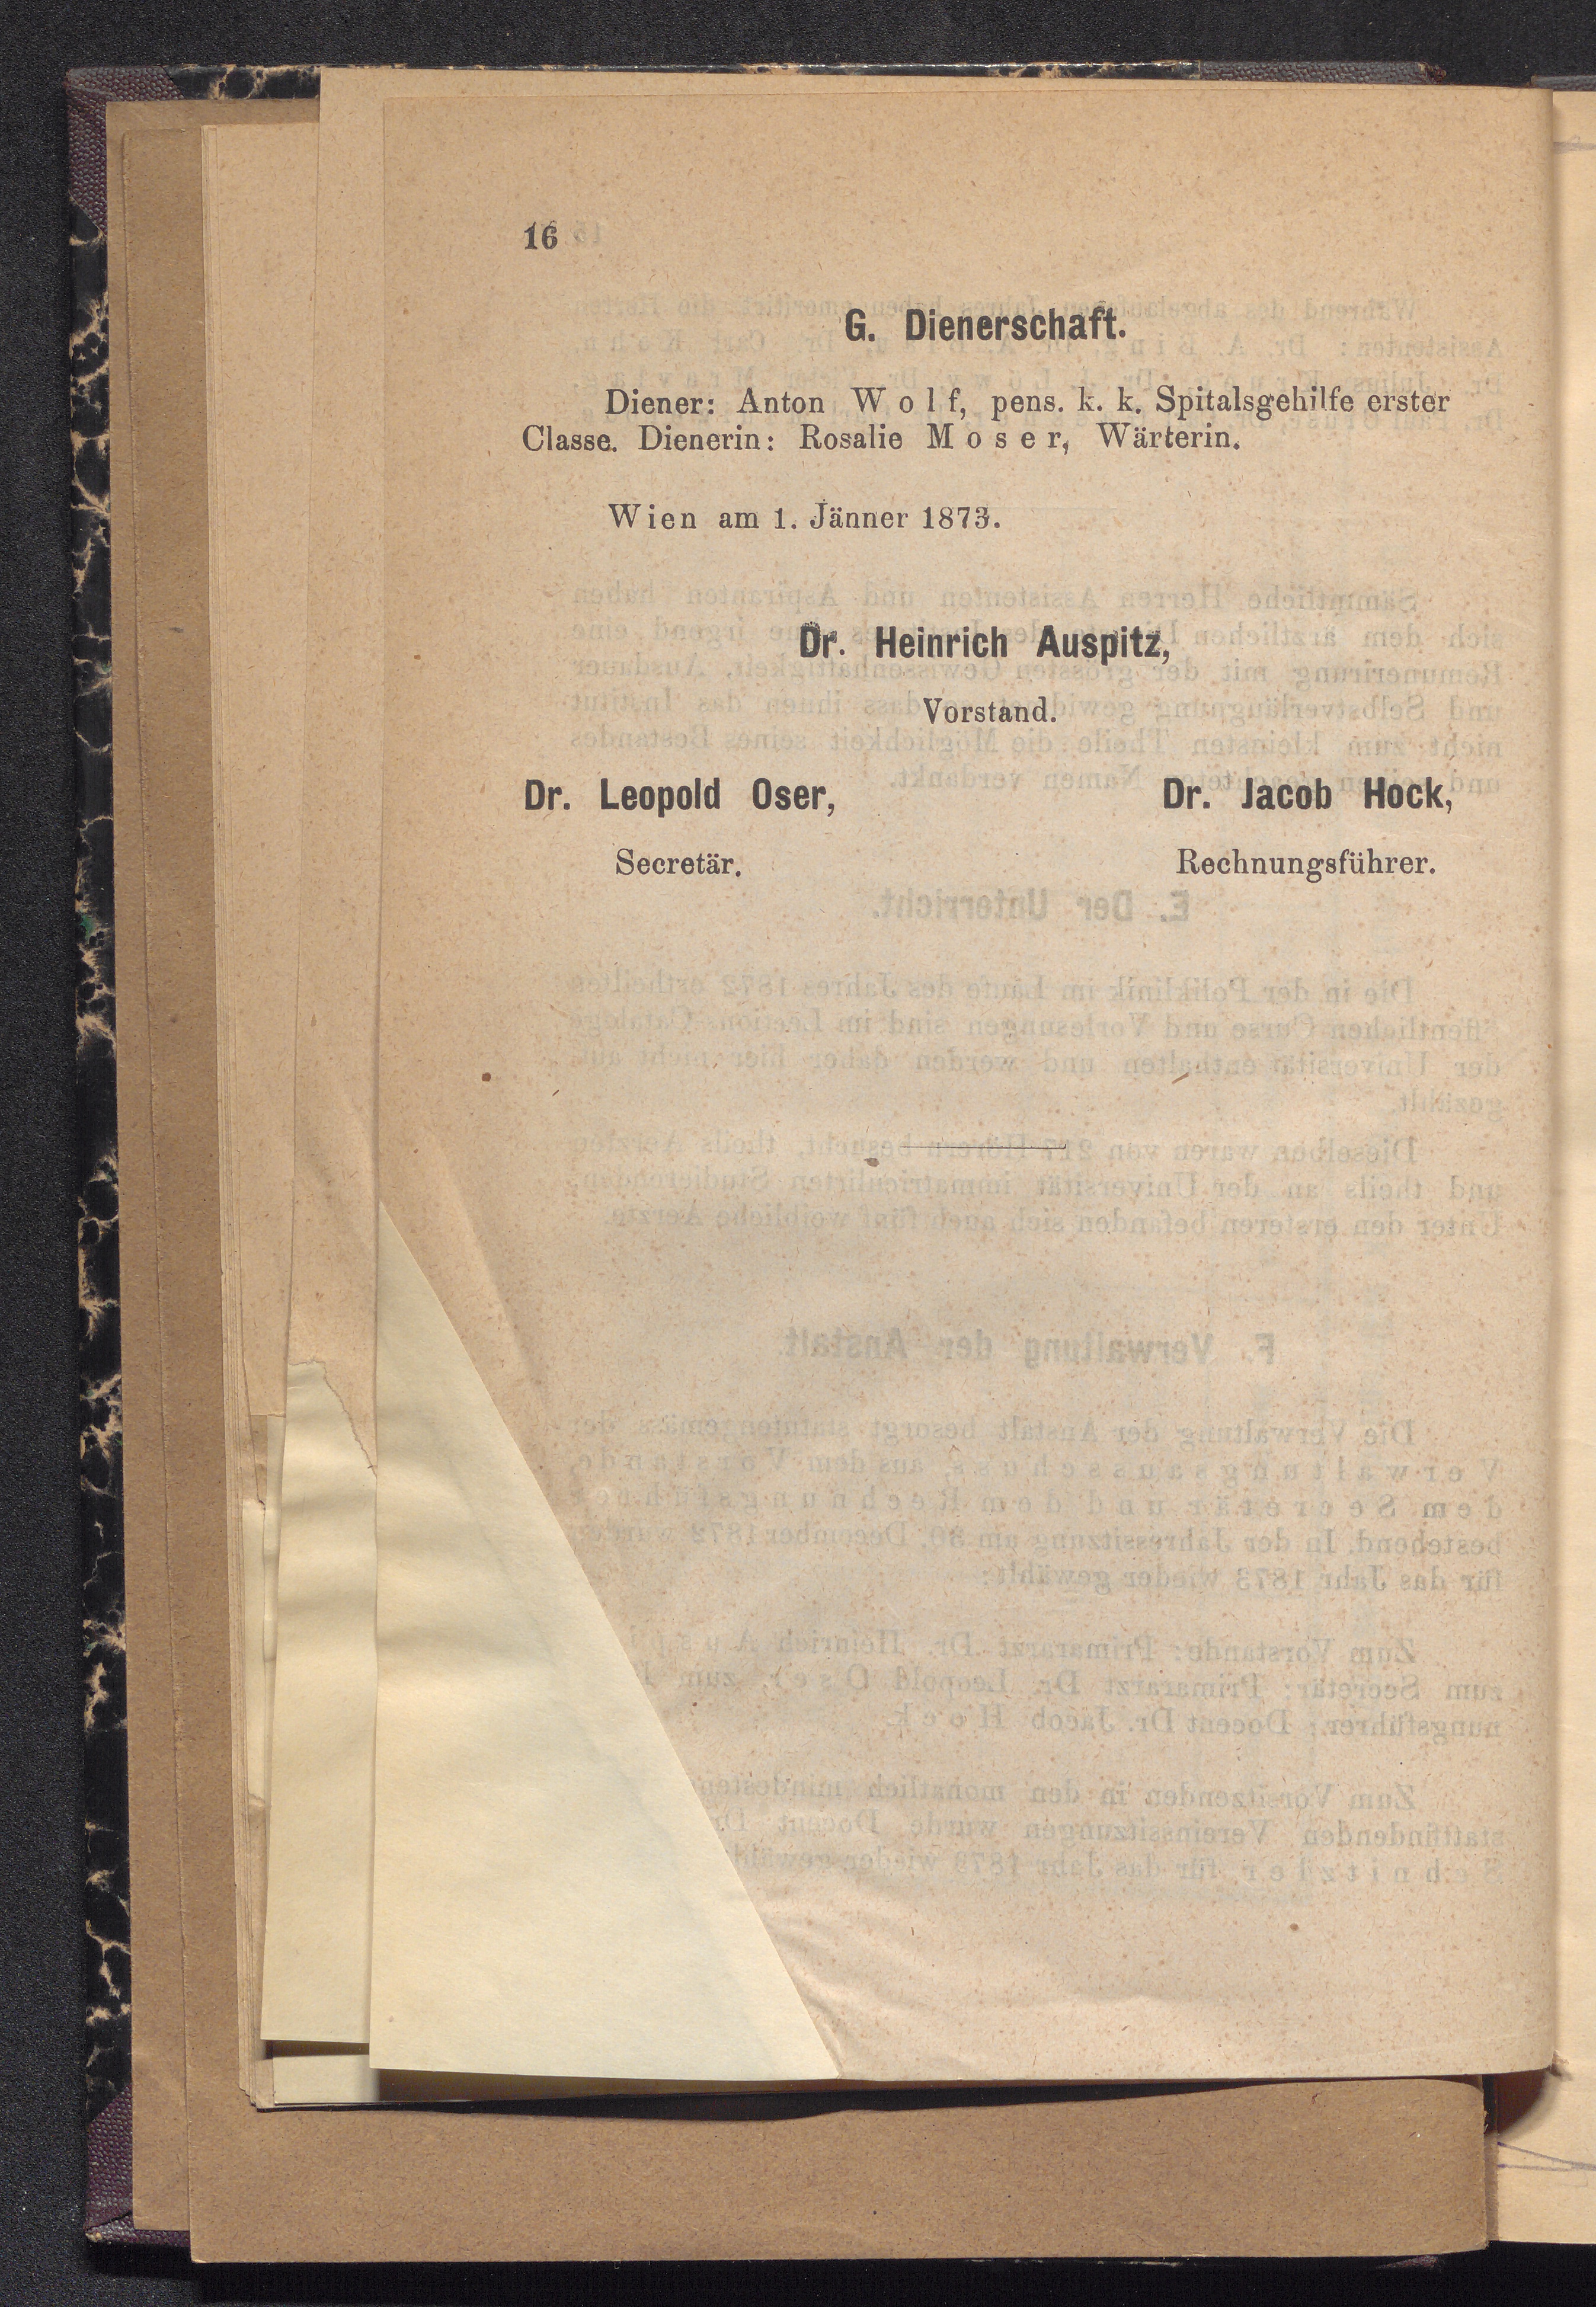 16
G. Dienerschaft.
Diener: Anton Wolf, pens. k. k. Spitalsgehilfe erster
Classe. Dienerin: Rosalie Moser, Wärterin.
Wien am 1. Jänner 1873.
Dr. Heinrich Auspitz,
Vorstand.
Dr. Leopold Oser, Dr. Jacob Hock,
Secretär. Rechnungsführer.